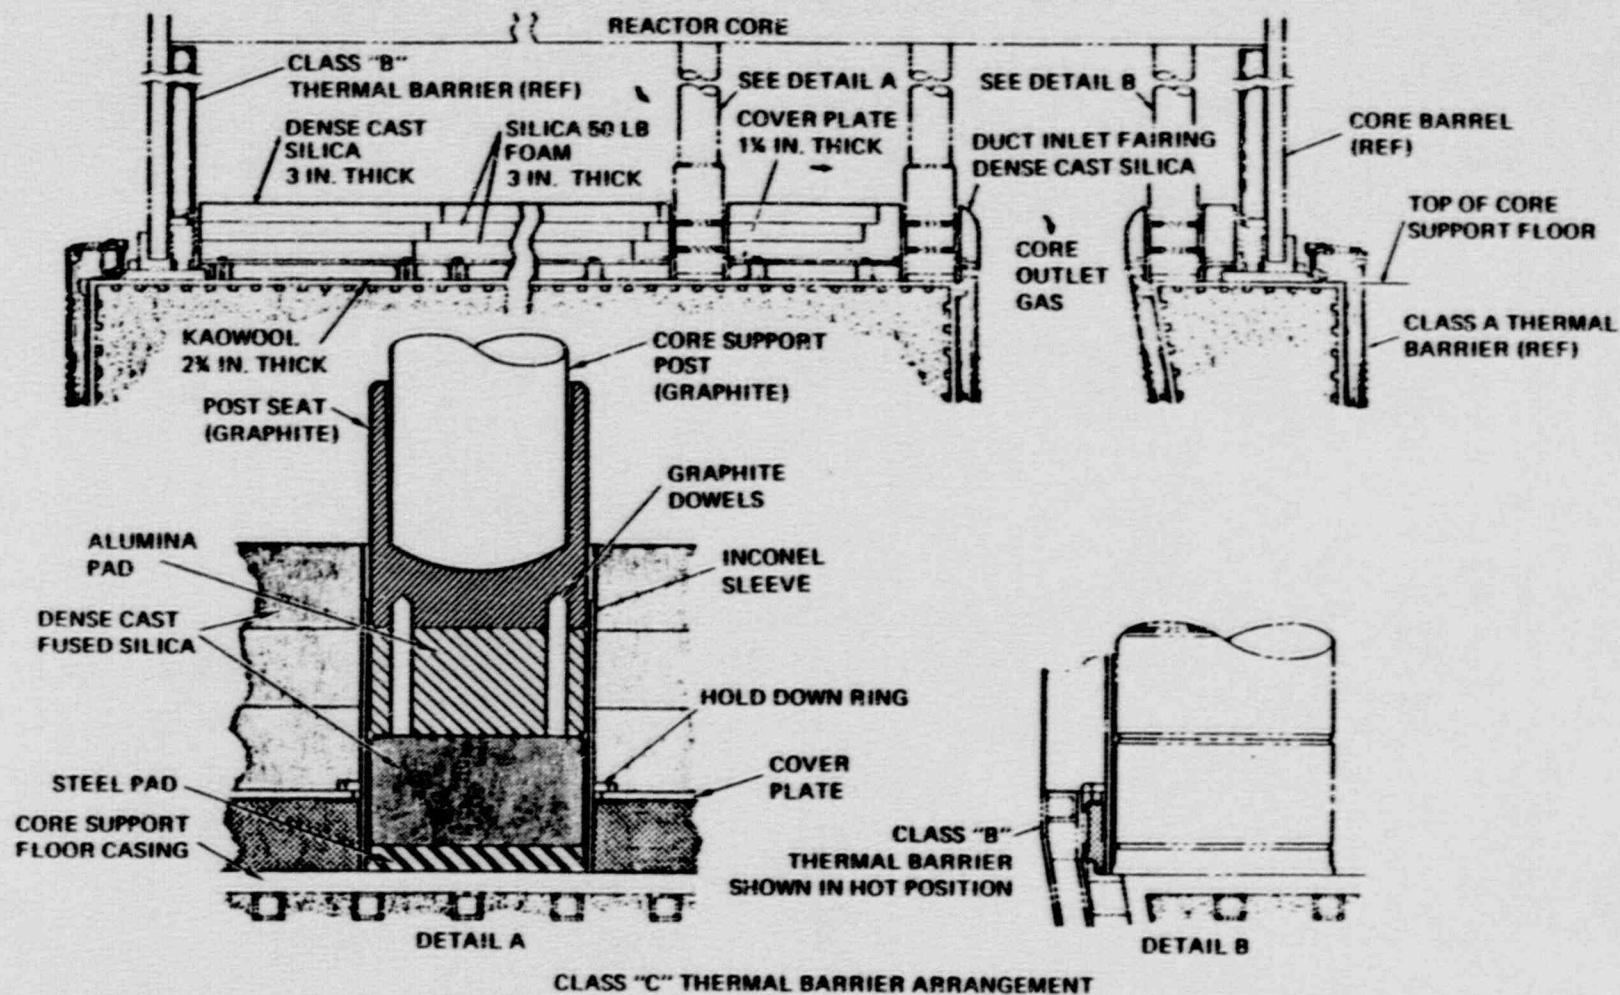 REACTOR CORE
CLASS "B"
THERMAL BARRIER (REF)
SEE DETAIL A
SEE DETAIL B
DENSE CAST
SILICA
3 IN. THICK
SILICA 50 LB
FOAM
3 IN. THICK
COVER PLATE
1¼ IN. THICK
DUCT INLET FAIRING
DENSE CAST SILICA
CORE BARREL
(REF)
TOP OF CORE
SUPPORT FLOOR
CORE
OUTLET
GAS
KAOWOOL
2¾ IN. THICK
CORE SUPPORT
POST
(GRAPHITE)
CLASS A THERMAL
BARRIER (REF)
POST SEAT
(GRAPHITE)
GRAPHITE
DOWELS
ALUMINA
PAD
INCONEL
SLEEVE
DENSE CAST
FUSED SILICA
HOLD DOWN RING
STEEL PAD
COVER
PLATE
CORE SUPPORT
FLOOR CASING
CLASS "B"
THERMAL BARRIER
SHOWN IN HOT POSITION
DETAIL A
DETAIL B
CLASS "C" THERMAL BARRIER ARRANGEMENT